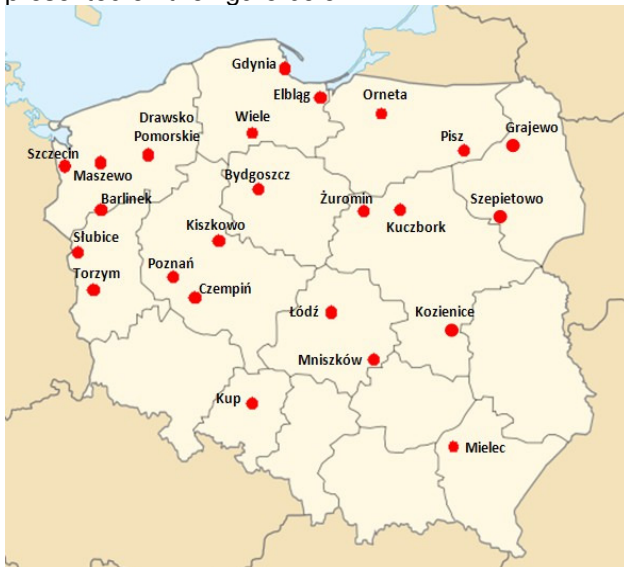 Gdynia
Elbląg
Orneta
Drawsko
Pomorskie
Wiele
Pisz
Grajewo
Szczecin
Maszewo
Bydgoszcz
Barlinek
Żuromin
Kuczbork
Szepietowo
Kiszkowo
Słubice
Torzym
Poznań
Czempiń
Łódź
Kozienice
Mniszków
Kup
Mielec